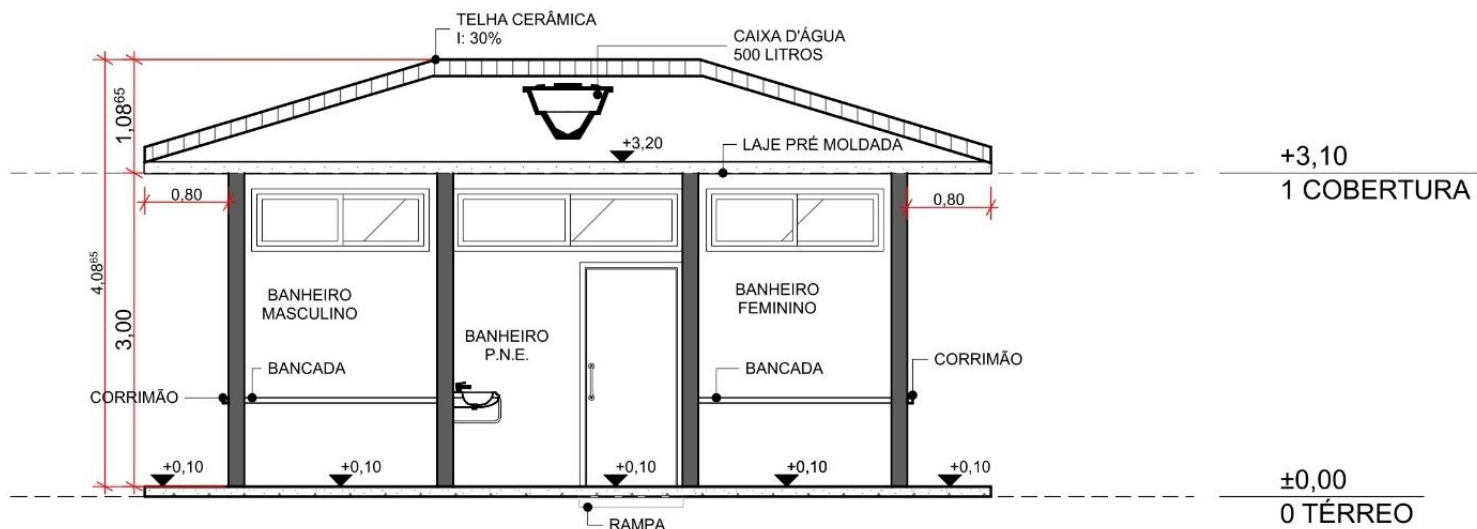 TELHA CERÂMICA
I: 30%
CAIXA D'ÁGUA
500 LITROS
1,08⁶⁵
+3,20
LAJE PRÉ MOLDADA
+3,10
1 COBERTURA
0,80
0,80
4,08⁶⁵
3,00
BANHEIRO
MASCULINO
BANHEIRO
P.N.E.
BANHEIRO
FEMININO
CORRIMÃO
BANCADA
BANCADA
CORRIMÃO
+0,10
+0,10
+0,10
+0,10
+0,10
±0,00
0 TÉRREO
RAMPA